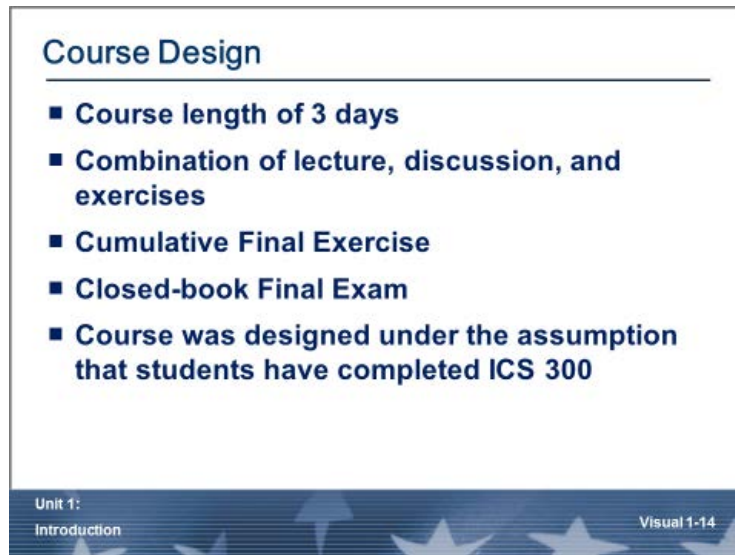 Course Design
■ Course length of 3 days
■ Combination of lecture, discussion, and
exercises
■ Cumulative Final Exercise
■ Closed-book Final Exam
■ Course was designed under the assumption
that students have completed ICS 300
Unit 1:
Introduction
Visual 1-14